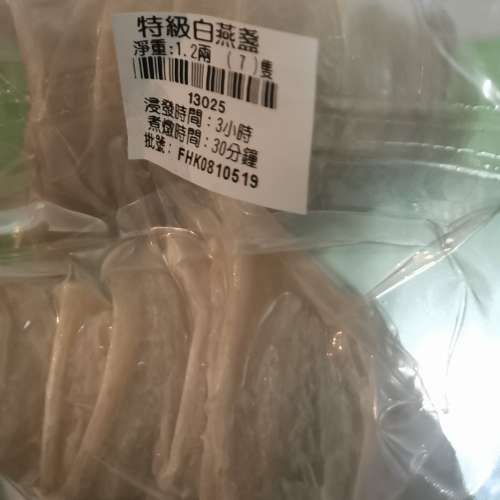 特級白燕盞
淨重:1.2兩 (7)隻
13025
浸發時間：3小時
煮燉時間：30分鐘
批號：FHK0810519